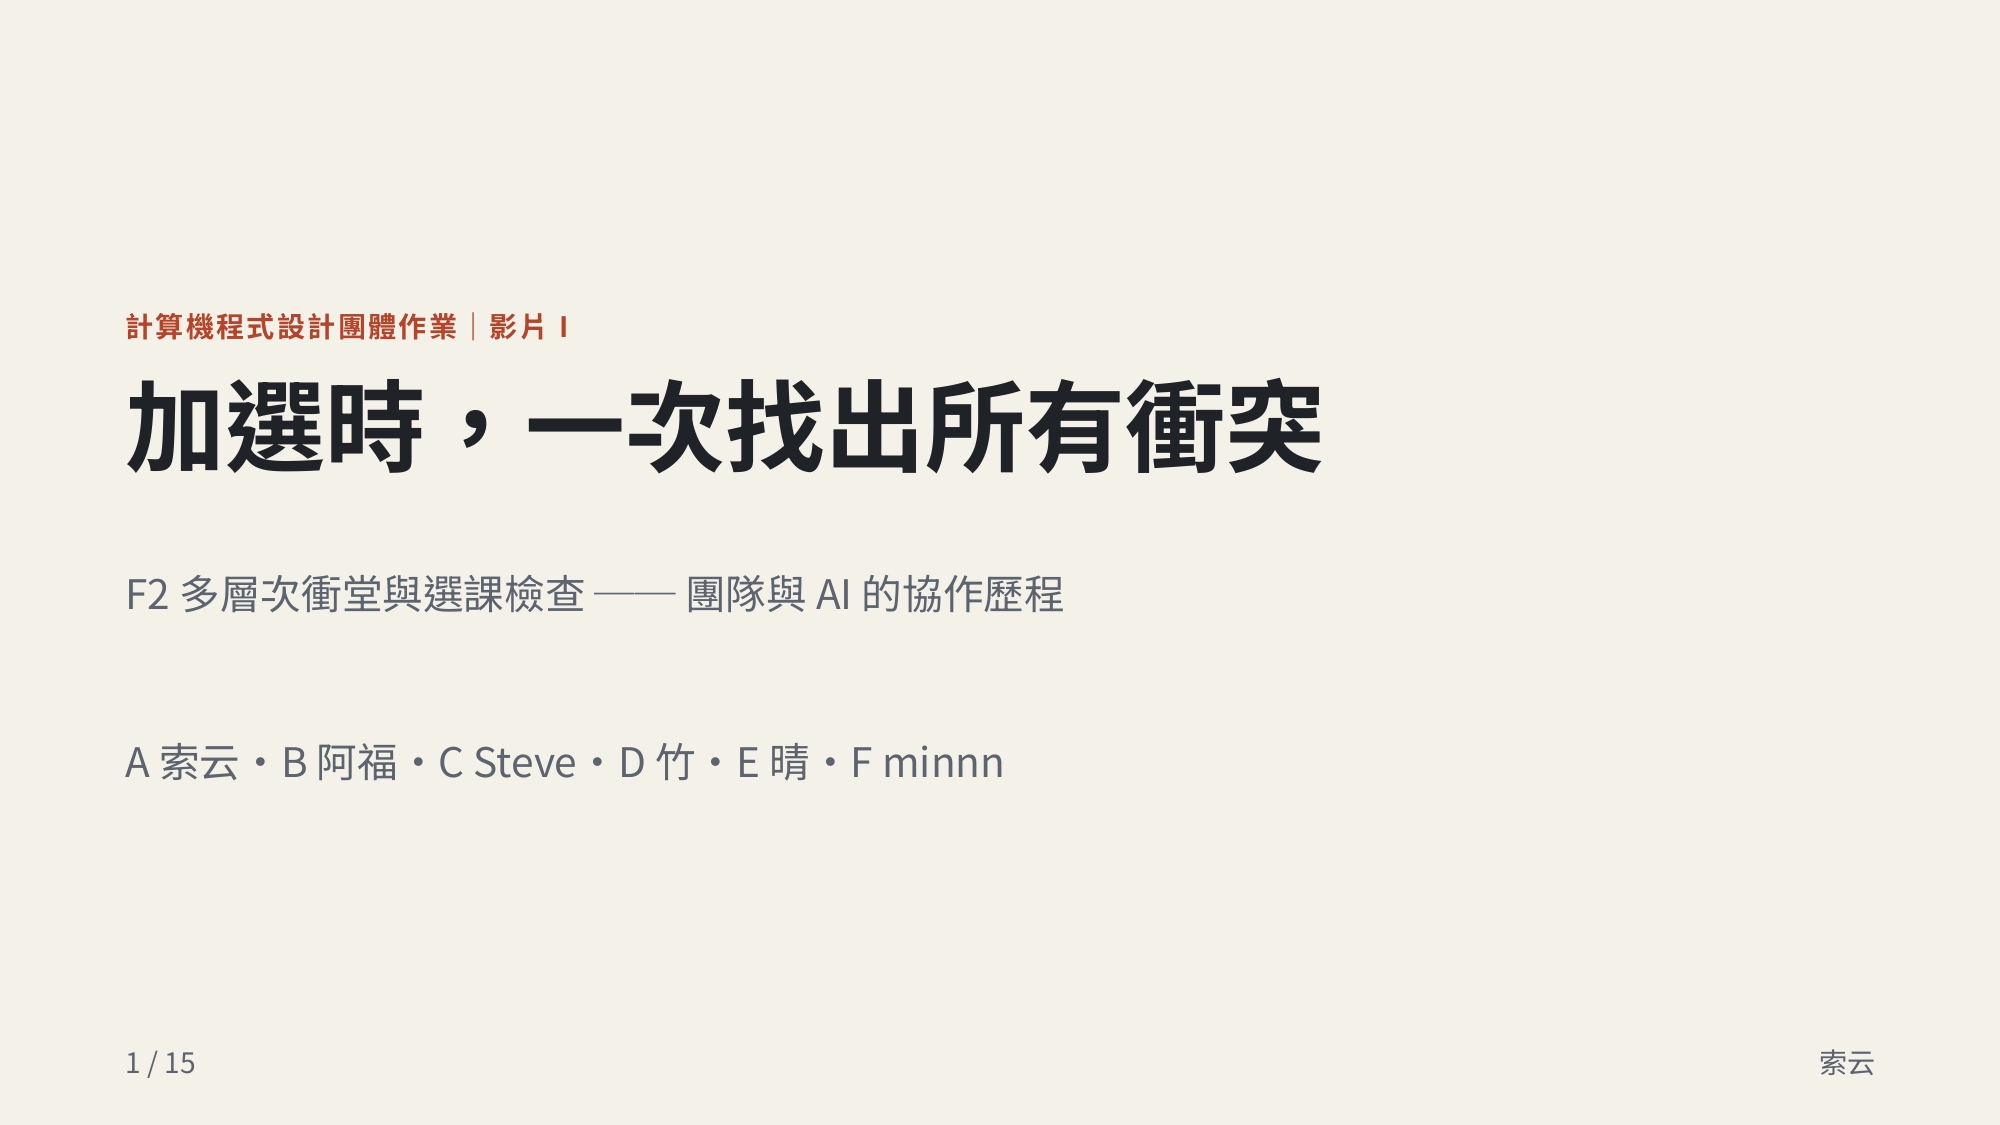 計算機程式設計團體作業｜影片 I
加選時，一次找出所有衝突
F2 多層次衝堂與選課檢查 —— 團隊與 AI 的協作歷程
A 索云・B 阿福・C Steve・D 竹・E 晴・F minnn
1 / 15
索云